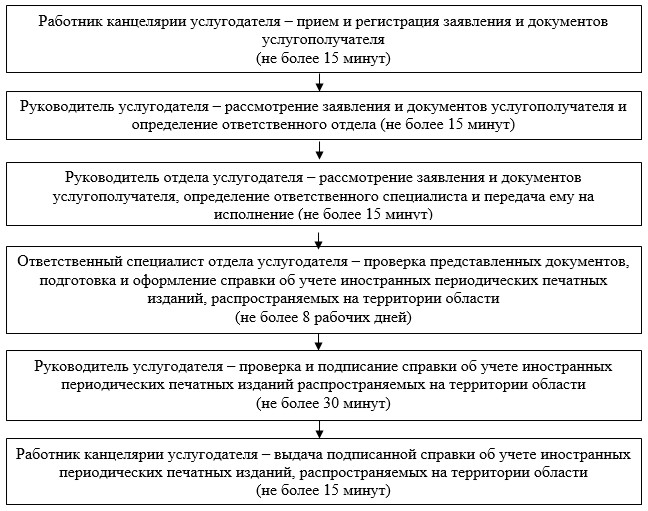 Работник канцелярии услугодателя – прием и регистрация заявления и документов
услугополучателя
(не более 15 минут)
Руководитель услугодателя – рассмотрение заявления и документов услугополучателя и
определение ответственного отдела (не более 15 минут)
Руководитель отдела услугодателя – рассмотрение заявления и документов
услугополучателя, определение ответственного специалиста и передача ему на
исполнение (не более 15 минут)
Ответственный специалист отдела услугодателя – проверка представленных документов,
подготовка и оформление справки об учете иностранных периодических печатных
изданий, распространяемых на территории области
(не более 8 рабочих дней)
Руководитель услугодателя – проверка и подписание справки об учете иностранных
периодических печатных изданий распространяемых на территории области
(не более 30 минут)
Работник канцелярии услугодателя – выдача подписанной справки об учете иностранных
периодических печатных изданий, распространяемых на территории области
(не более 15 минут)